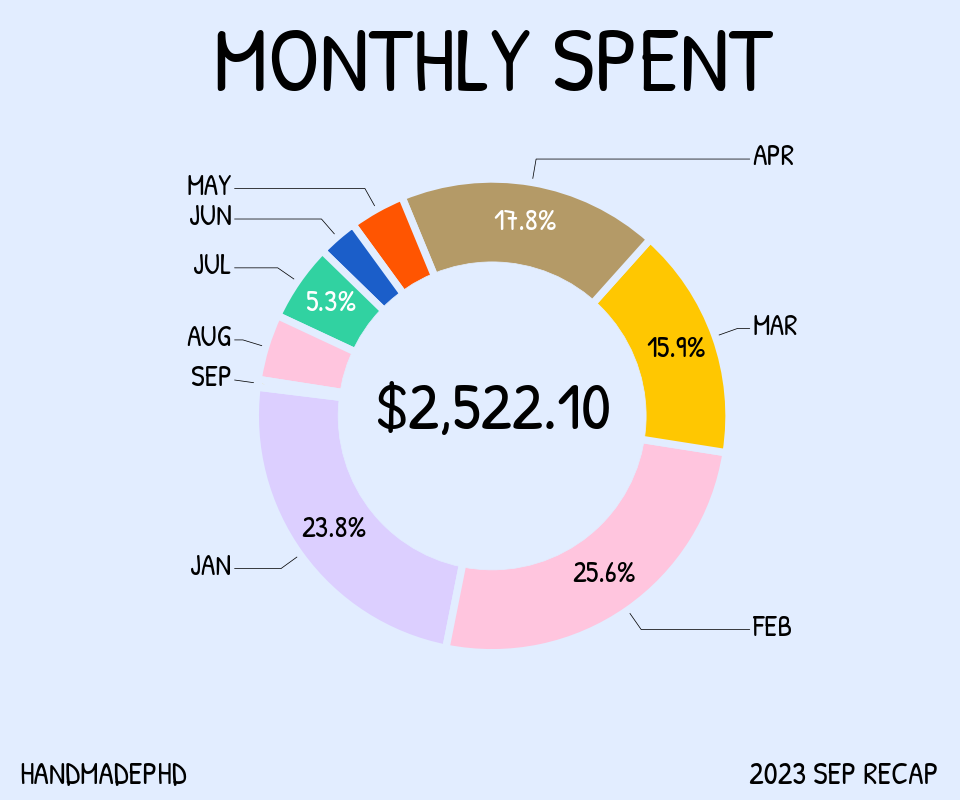 MONTHLY SPENT
APR
MAY
17.8%
JUN
JUL
5.3%
MAR
AUG
15.9%
SEP
$2,522.10
23.8%
JAN
25.6%
FEB
HANDMADEPHD
2023 SEP RECAP